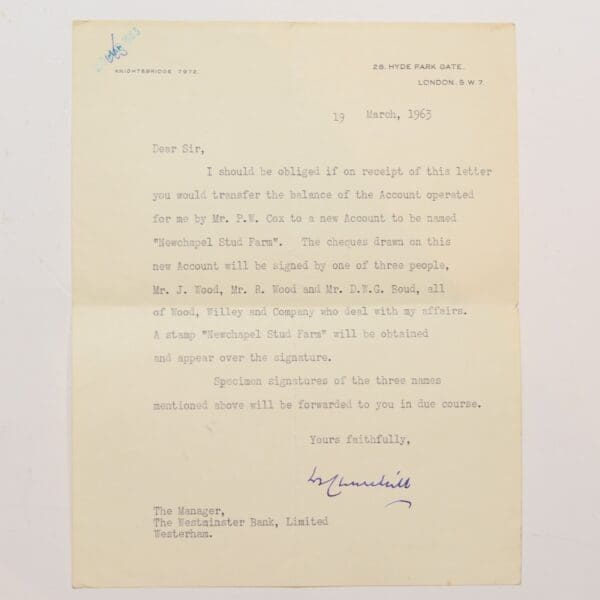 KNIGHTSBRIDGE 7972.
28, HYDE PARK GATE,
LONDON. S.W.7.
19 March, 1963
Dear Sir,
I should be obliged if on receipt of this letter
you would transfer the balance of the Account operated
for me by Mr. P.W. Cox to a new Account to be named
"Newchapel Stud Farm". The cheques drawn on this
new Account will be signed by one of three people,
Mr. J. Wood, Mr. R. Wood and Mr. D.W.G. Boud, all
of Wood, Willey and Company who deal with my affairs.
A stamp "Newchapel Stud Farm" will be obtained
and appear over the signature.
Specimen signatures of the three names
mentioned above will be forwarded to you in due course.
Yours faithfully,
W S Churchill
The Manager,
The Westminster Bank, Limited
Westerham.